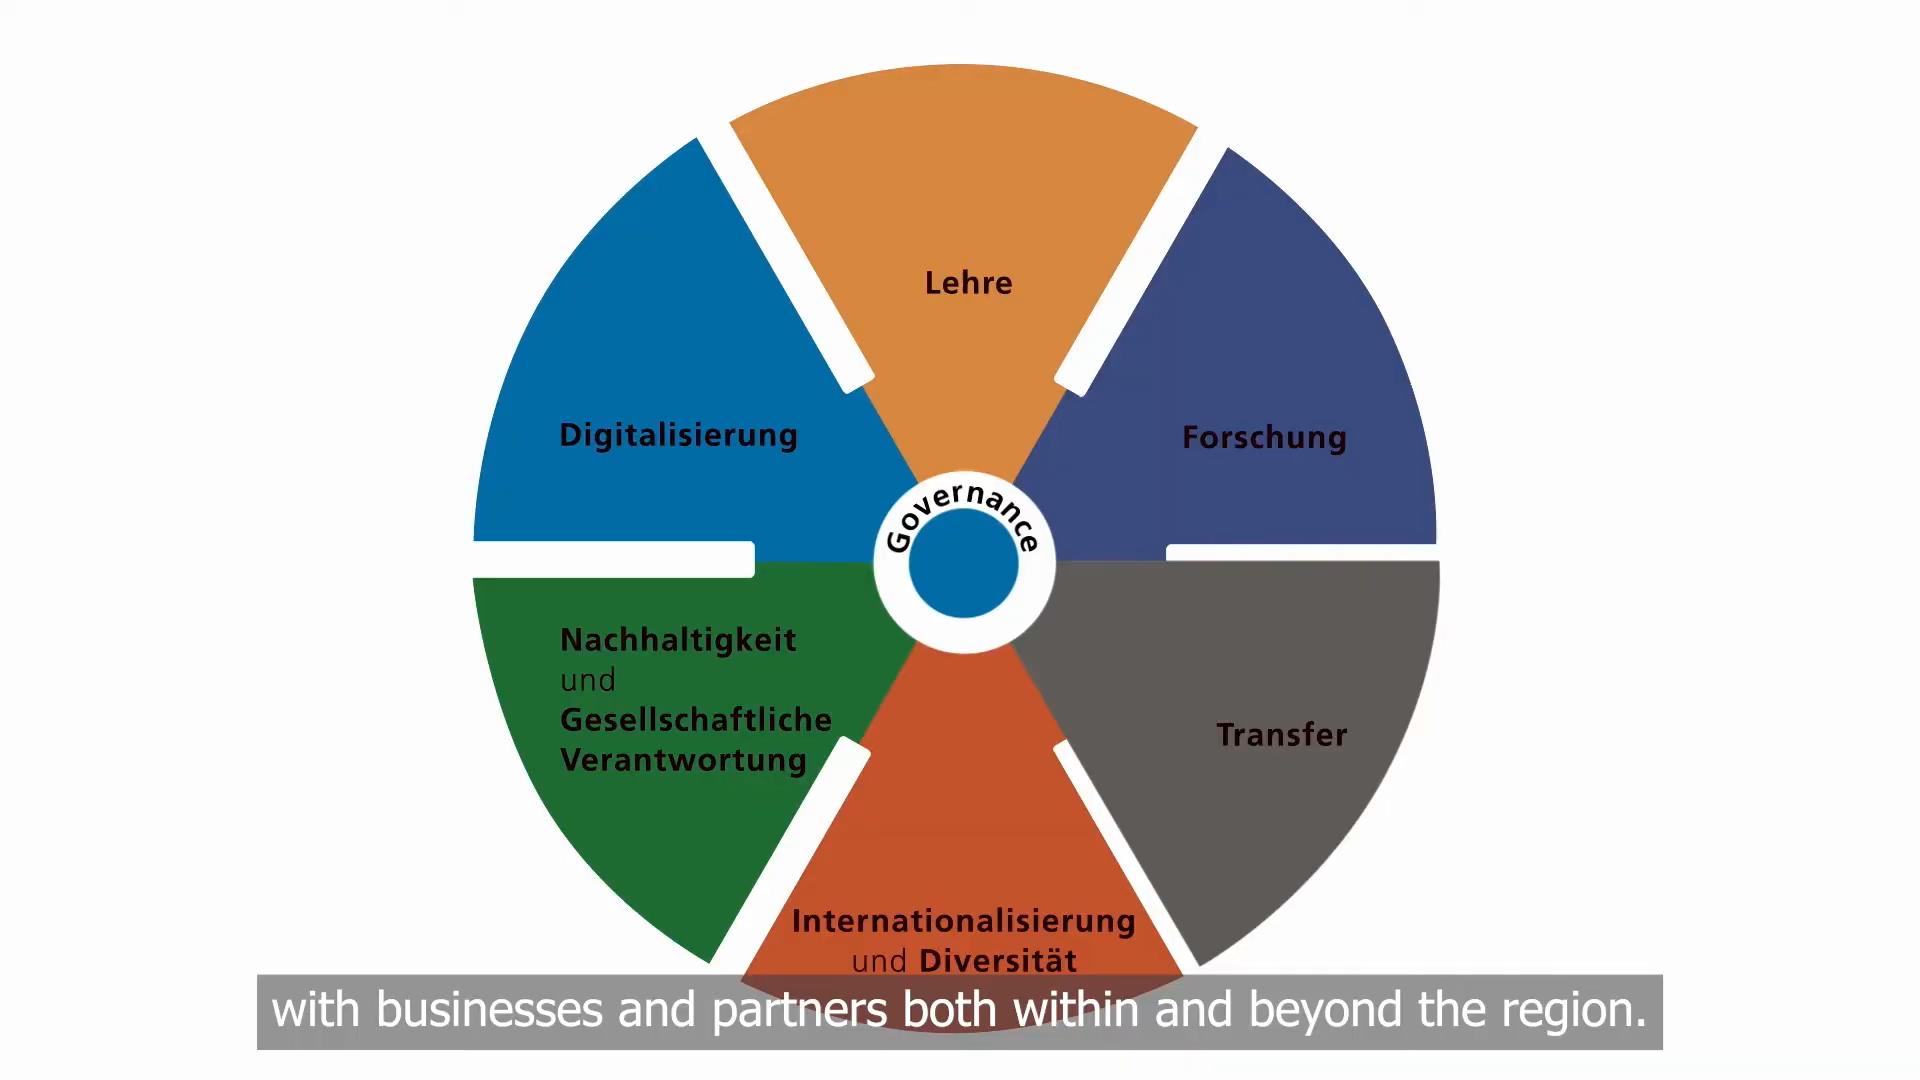 Lehre
Digitalisierung
Forschung
Governance
Nachhaltigkeit
und
Gesellschaftliche
Verantwortung
Transfer
Internationalisierung
und Diversität
with businesses and partners both within and beyond the region.